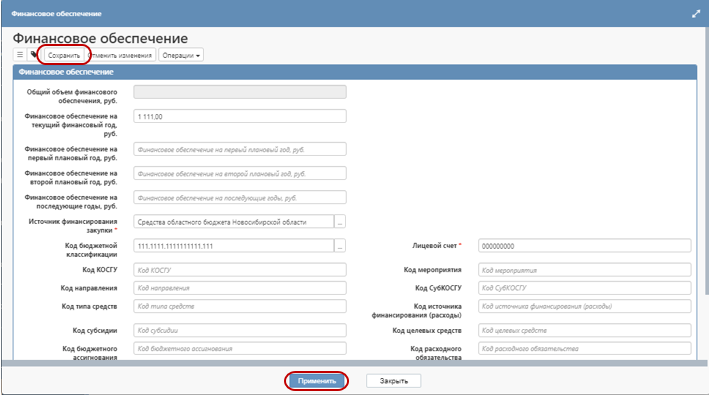 Финансовое обеспечение
Финансовое обеспечение
Сохранить Отменить изменения Операции
Финансовое обеспечение
Общий объем финансового
обеспечения, руб.
Финансовое обеспечение на
текущий финансовый год,
руб.
1 111,00
Финансовое обеспечение на
первый плановый год, руб.
Финансовое обеспечение на первый плановый год, руб.
Финансовое обеспечение на
второй плановый год, руб.
Финансовое обеспечение на второй плановый год, руб.
Финансовое обеспечение на
последующие годы, руб.
Финансовое обеспечение на последующие годы, руб.
Источник финансирования
закупки *
Средства областного бюджета Новосибирской области ...
Код бюджетной
классификации
111.1111.1111111111.111 ...
Лицевой счет * 000000000
Код КОСГУ Код КОСГУ
Код мероприятия Код мероприятия
Код направления Код направления
Код СубКОСГУ Код СубКОСГУ
Код типа средств Код типа средств
Код источника
финансирования (расходы)
Код источника финансирования (расходы)
Код субсидии Код субсидии
Код целевых средств Код целевых средств
Код бюджетного
ассигнования
Код бюджетного ассигнования
Код расходного
обязательства
Код расходного обязательства
Применить Закрыть